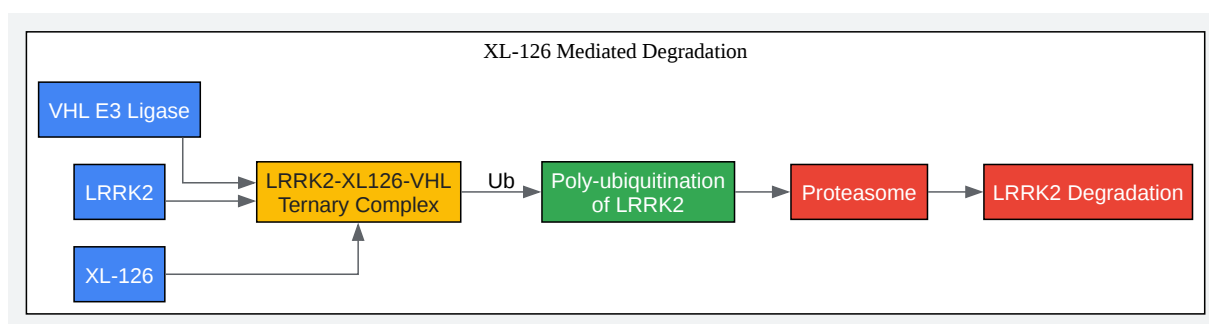 XL-126 Mediated Degradation
VHL E3 Ligase
LRRK2
XL-126
LRRK2-XL126-VHL
Ternary Complex
Ub
Poly-ubiquitination
of LRRK2
Proteasome
LRRK2 Degradation